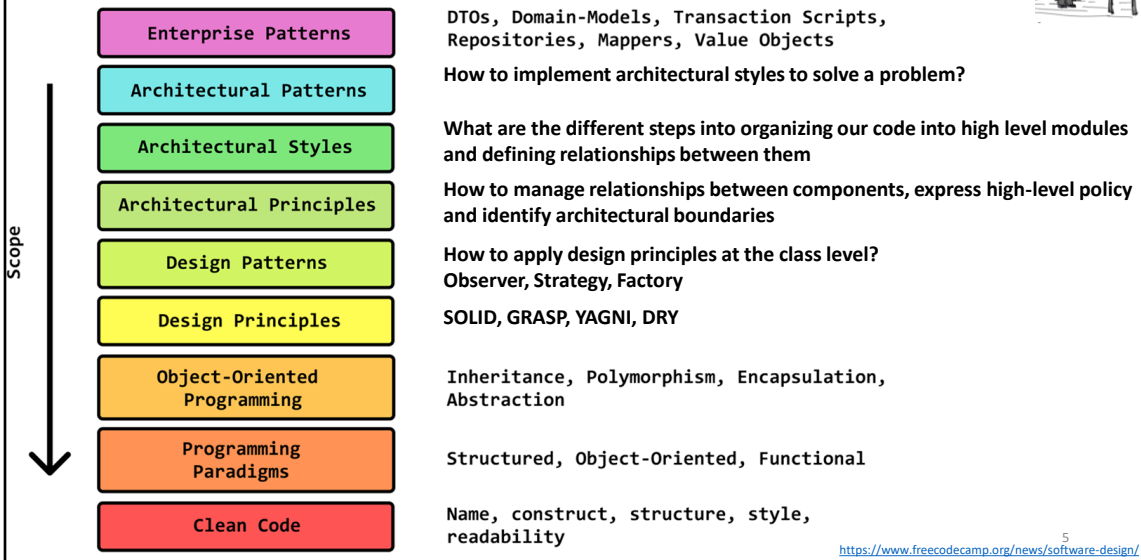 Enterprise Patterns
DTOs, Domain-Models, Transaction Scripts,
Repositories, Mappers, Value Objects
Architectural Patterns
How to implement architectural styles to solve a problem?
Architectural Styles
What are the different steps into organizing our code into high level modules
and defining relationships between them
Architectural Principles
How to manage relationships between components, express high-level policy
and identify architectural boundaries
Scope
Design Patterns
How to apply design principles at the class level?
Observer, Strategy, Factory
Design Principles
SOLID, GRASP, YAGNI, DRY
Object-Oriented
Programming
Inheritance, Polymorphism, Encapsulation,
Abstraction
Programming
Paradigms
Structured, Object-Oriented, Functional
Clean Code
Name, construct, structure, style,
readability
5
https://www.freecodecamp.org/news/software-design/